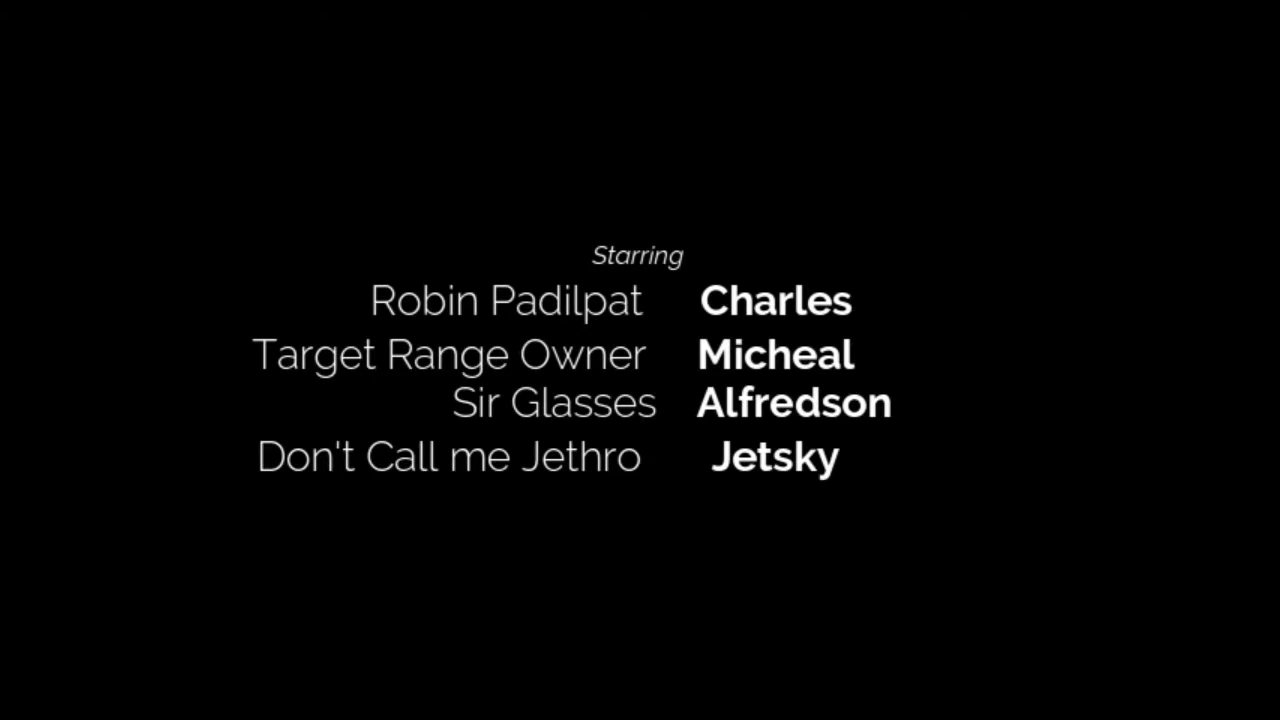 Starring
Robin Padilpat Charles
Target Range Owner Micheal
Sir Glasses Alfredson
Don't Call me Jethro Jetsky